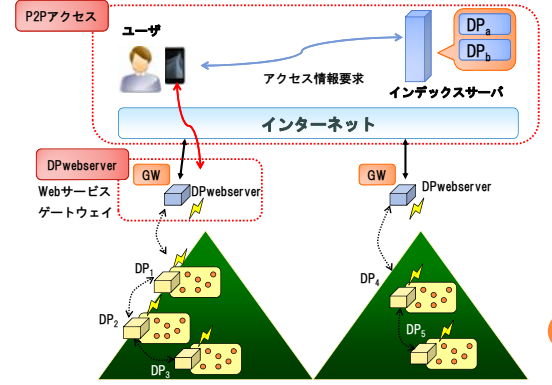 P2Pアクセス
ユーザ
DPa
DPb
アクセス情報要求
インデックスサーバ
インターネット
DPwebserver
Webサービス
ゲートウェイ
GW
DPwebserver
GW
DPwebserver
DP1
DP2
DP3
DP4
DP5